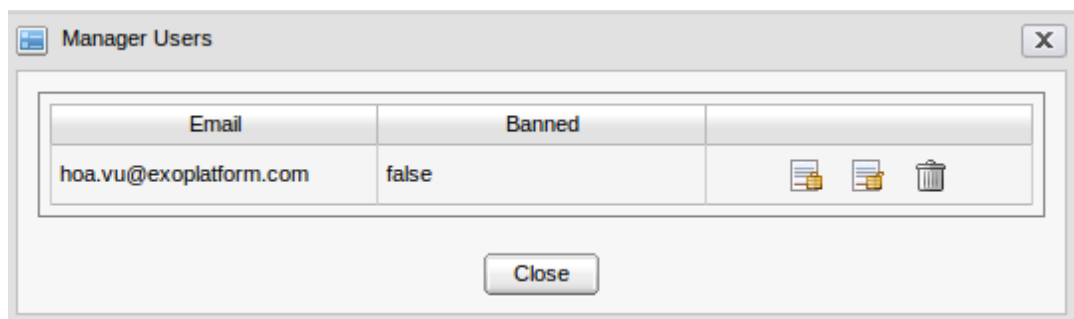 Manager Users
X
Email Banned
hoa.vu@exoplatform.com false
Close